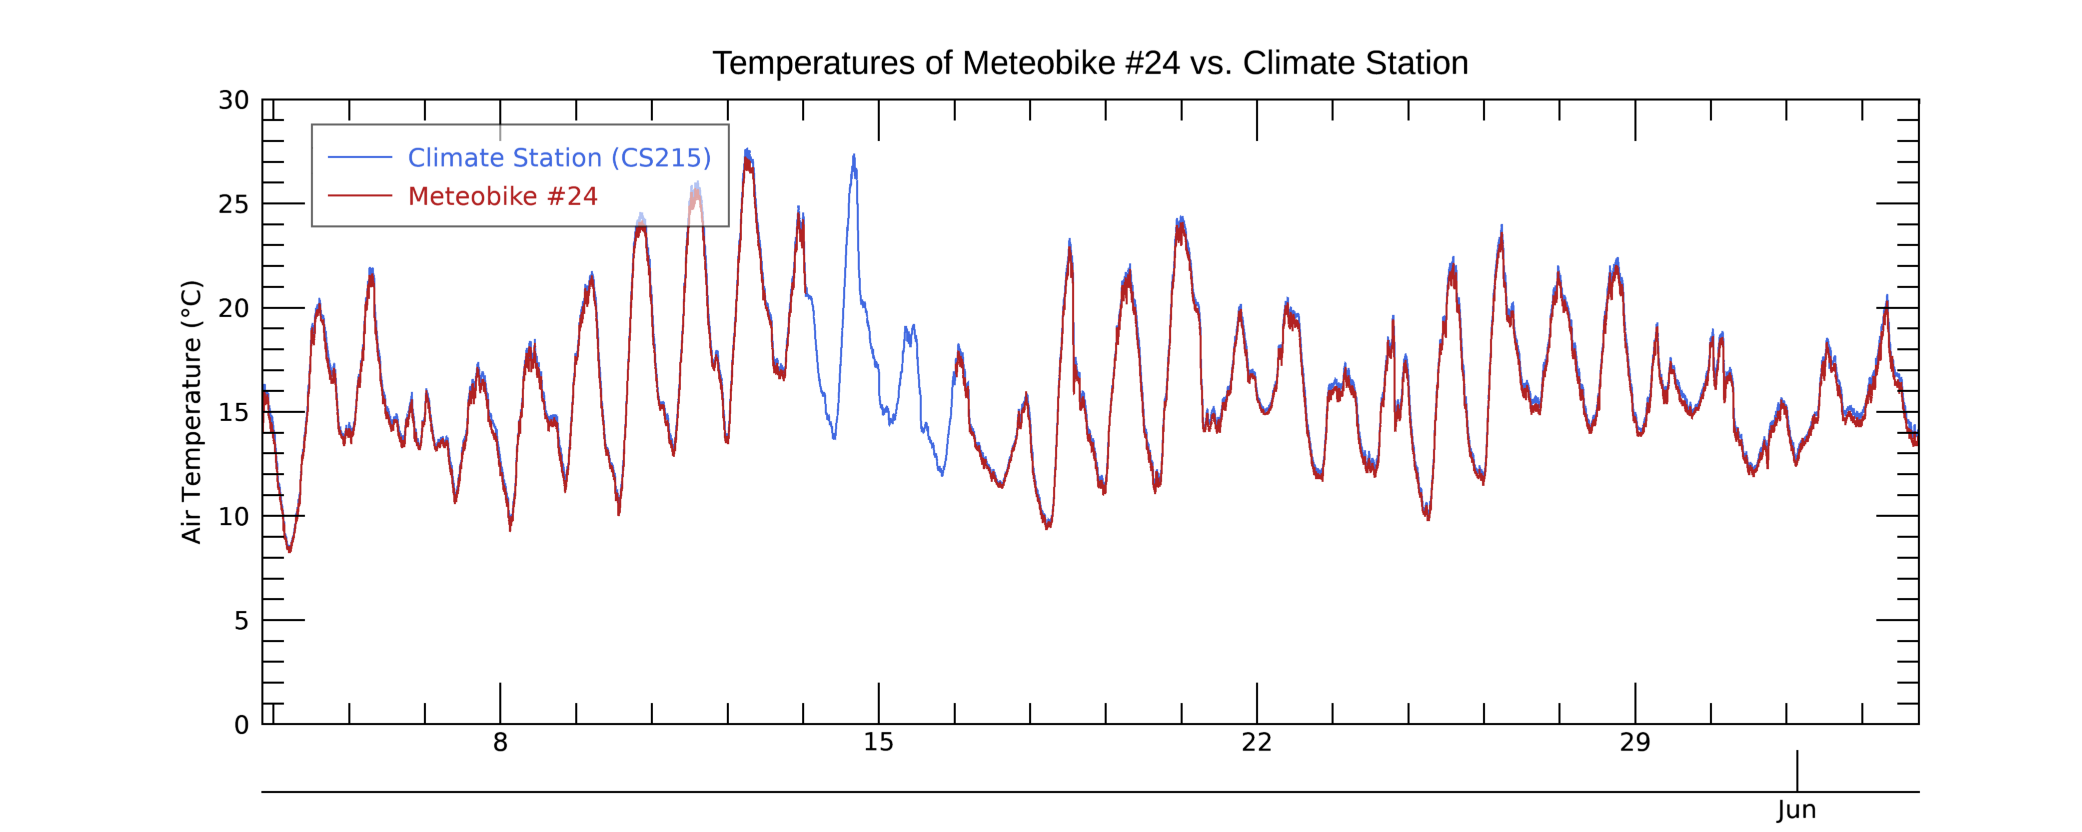 Temperatures of Meteobike #24 vs. Climate Station
30
25
20
15
10
5
0
Air Temperature (°C)
Climate Station (CS215)
Meteobike #24
8
15
22
29
Jun